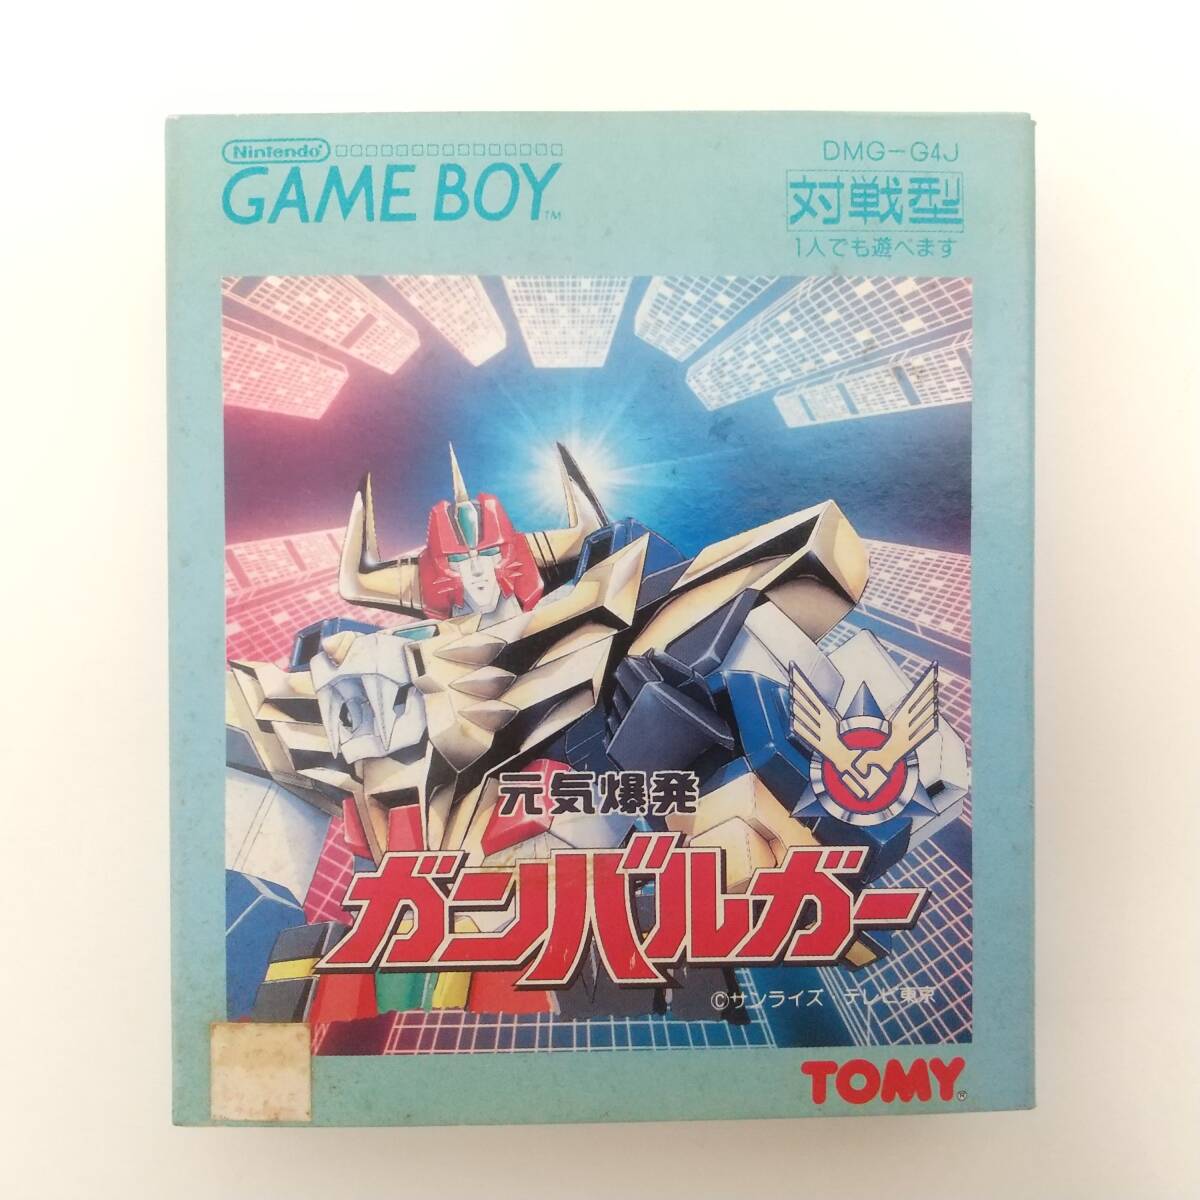 Nintendo®
GAME BOY™
DMG-G4J
対戦型
1人でも遊べます
元気爆発
ガンバルガー
©サンライズ・テレビ東京
TOMY®